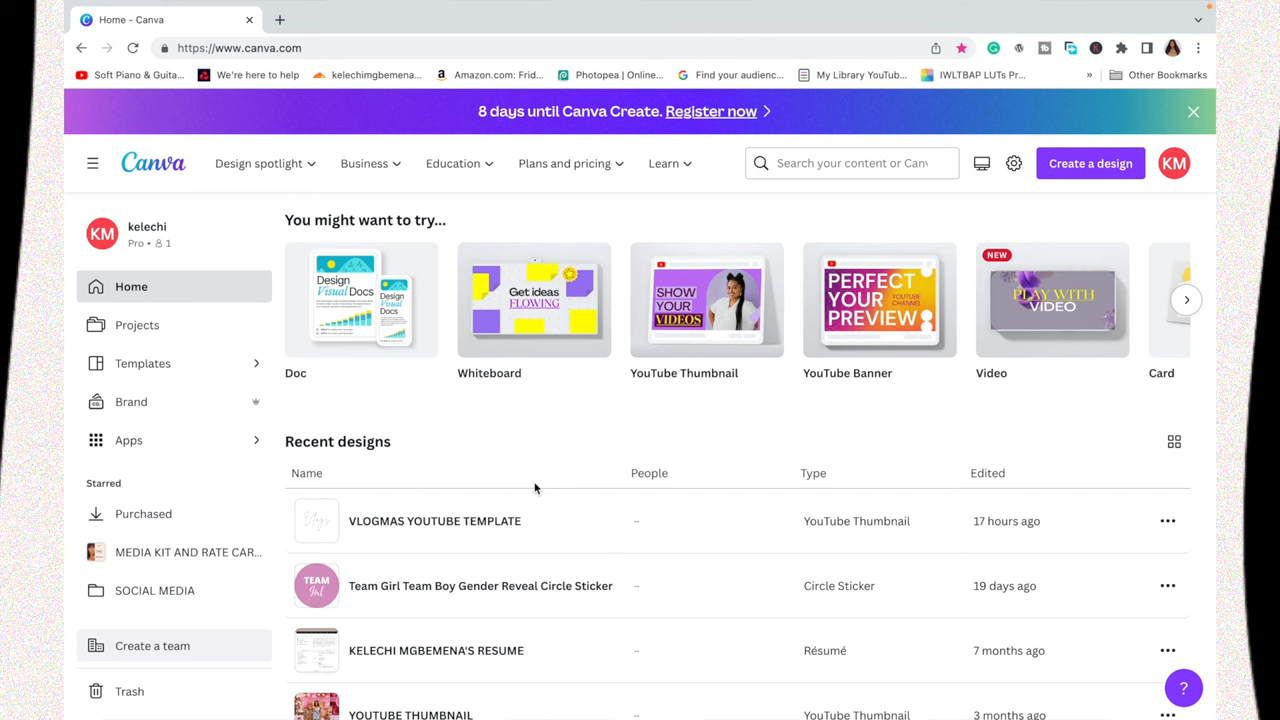 Home - Canva
https://www.canva.com
Soft Piano & Guita... We're here to help kelechimgbemena... Amazon.com: Frid... Photopea | Online... Find your audienc... My Library YouTub... IWLTBAP LUTs Pr... » Other Bookmarks
8 days until Canva Create. Register now
Canva Design spotlight Business Education Plans and pricing Learn Search your content or Can Create a design KM
You might want to try...
KM kelechi
Pro • 1
Home
Projects
Templates
Brand
Apps
Starred
Purchased
MEDIA KIT AND RATE CAR...
SOCIAL MEDIA
Create a team
Trash
Design Visual Docs
Design Visual Docs
Get ideas FLOWING
SHOW YOUR VIDEOS
PERFECT YOUR PREVIEW
YOUTUBE CHANNEL
NEW
PLAY WITH VIDEO
Doc Whiteboard YouTube Thumbnail YouTube Banner Video Card
Recent designs
Name People Type Edited
Vlogs VLOGMAS YOUTUBE TEMPLATE -- YouTube Thumbnail 17 hours ago
TEAM Girl Team Girl Team Boy Gender Reveal Circle Sticker -- Circle Sticker 19 days ago
KELECHI MGBEMENA'S RESUME -- Résumé 7 months ago
YOUTUBE THUMBNAIL -- YouTube Thumbnail 3 months ago
?